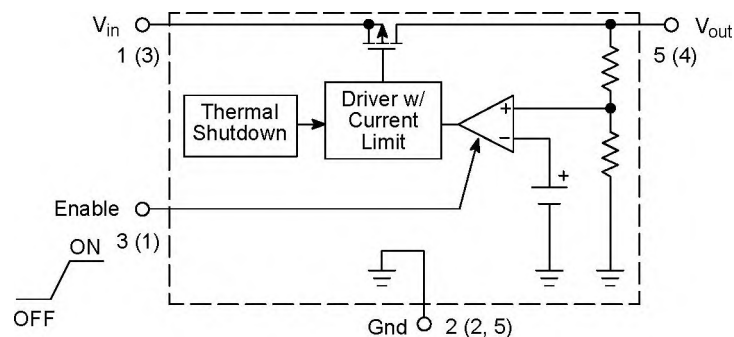 Vin
1 (3)
Vout
5 (4)
Thermal
Shutdown
Driver w/
Current
Limit
+
−
+
Enable
3 (1)
ON
OFF
Gnd
2 (2, 5)